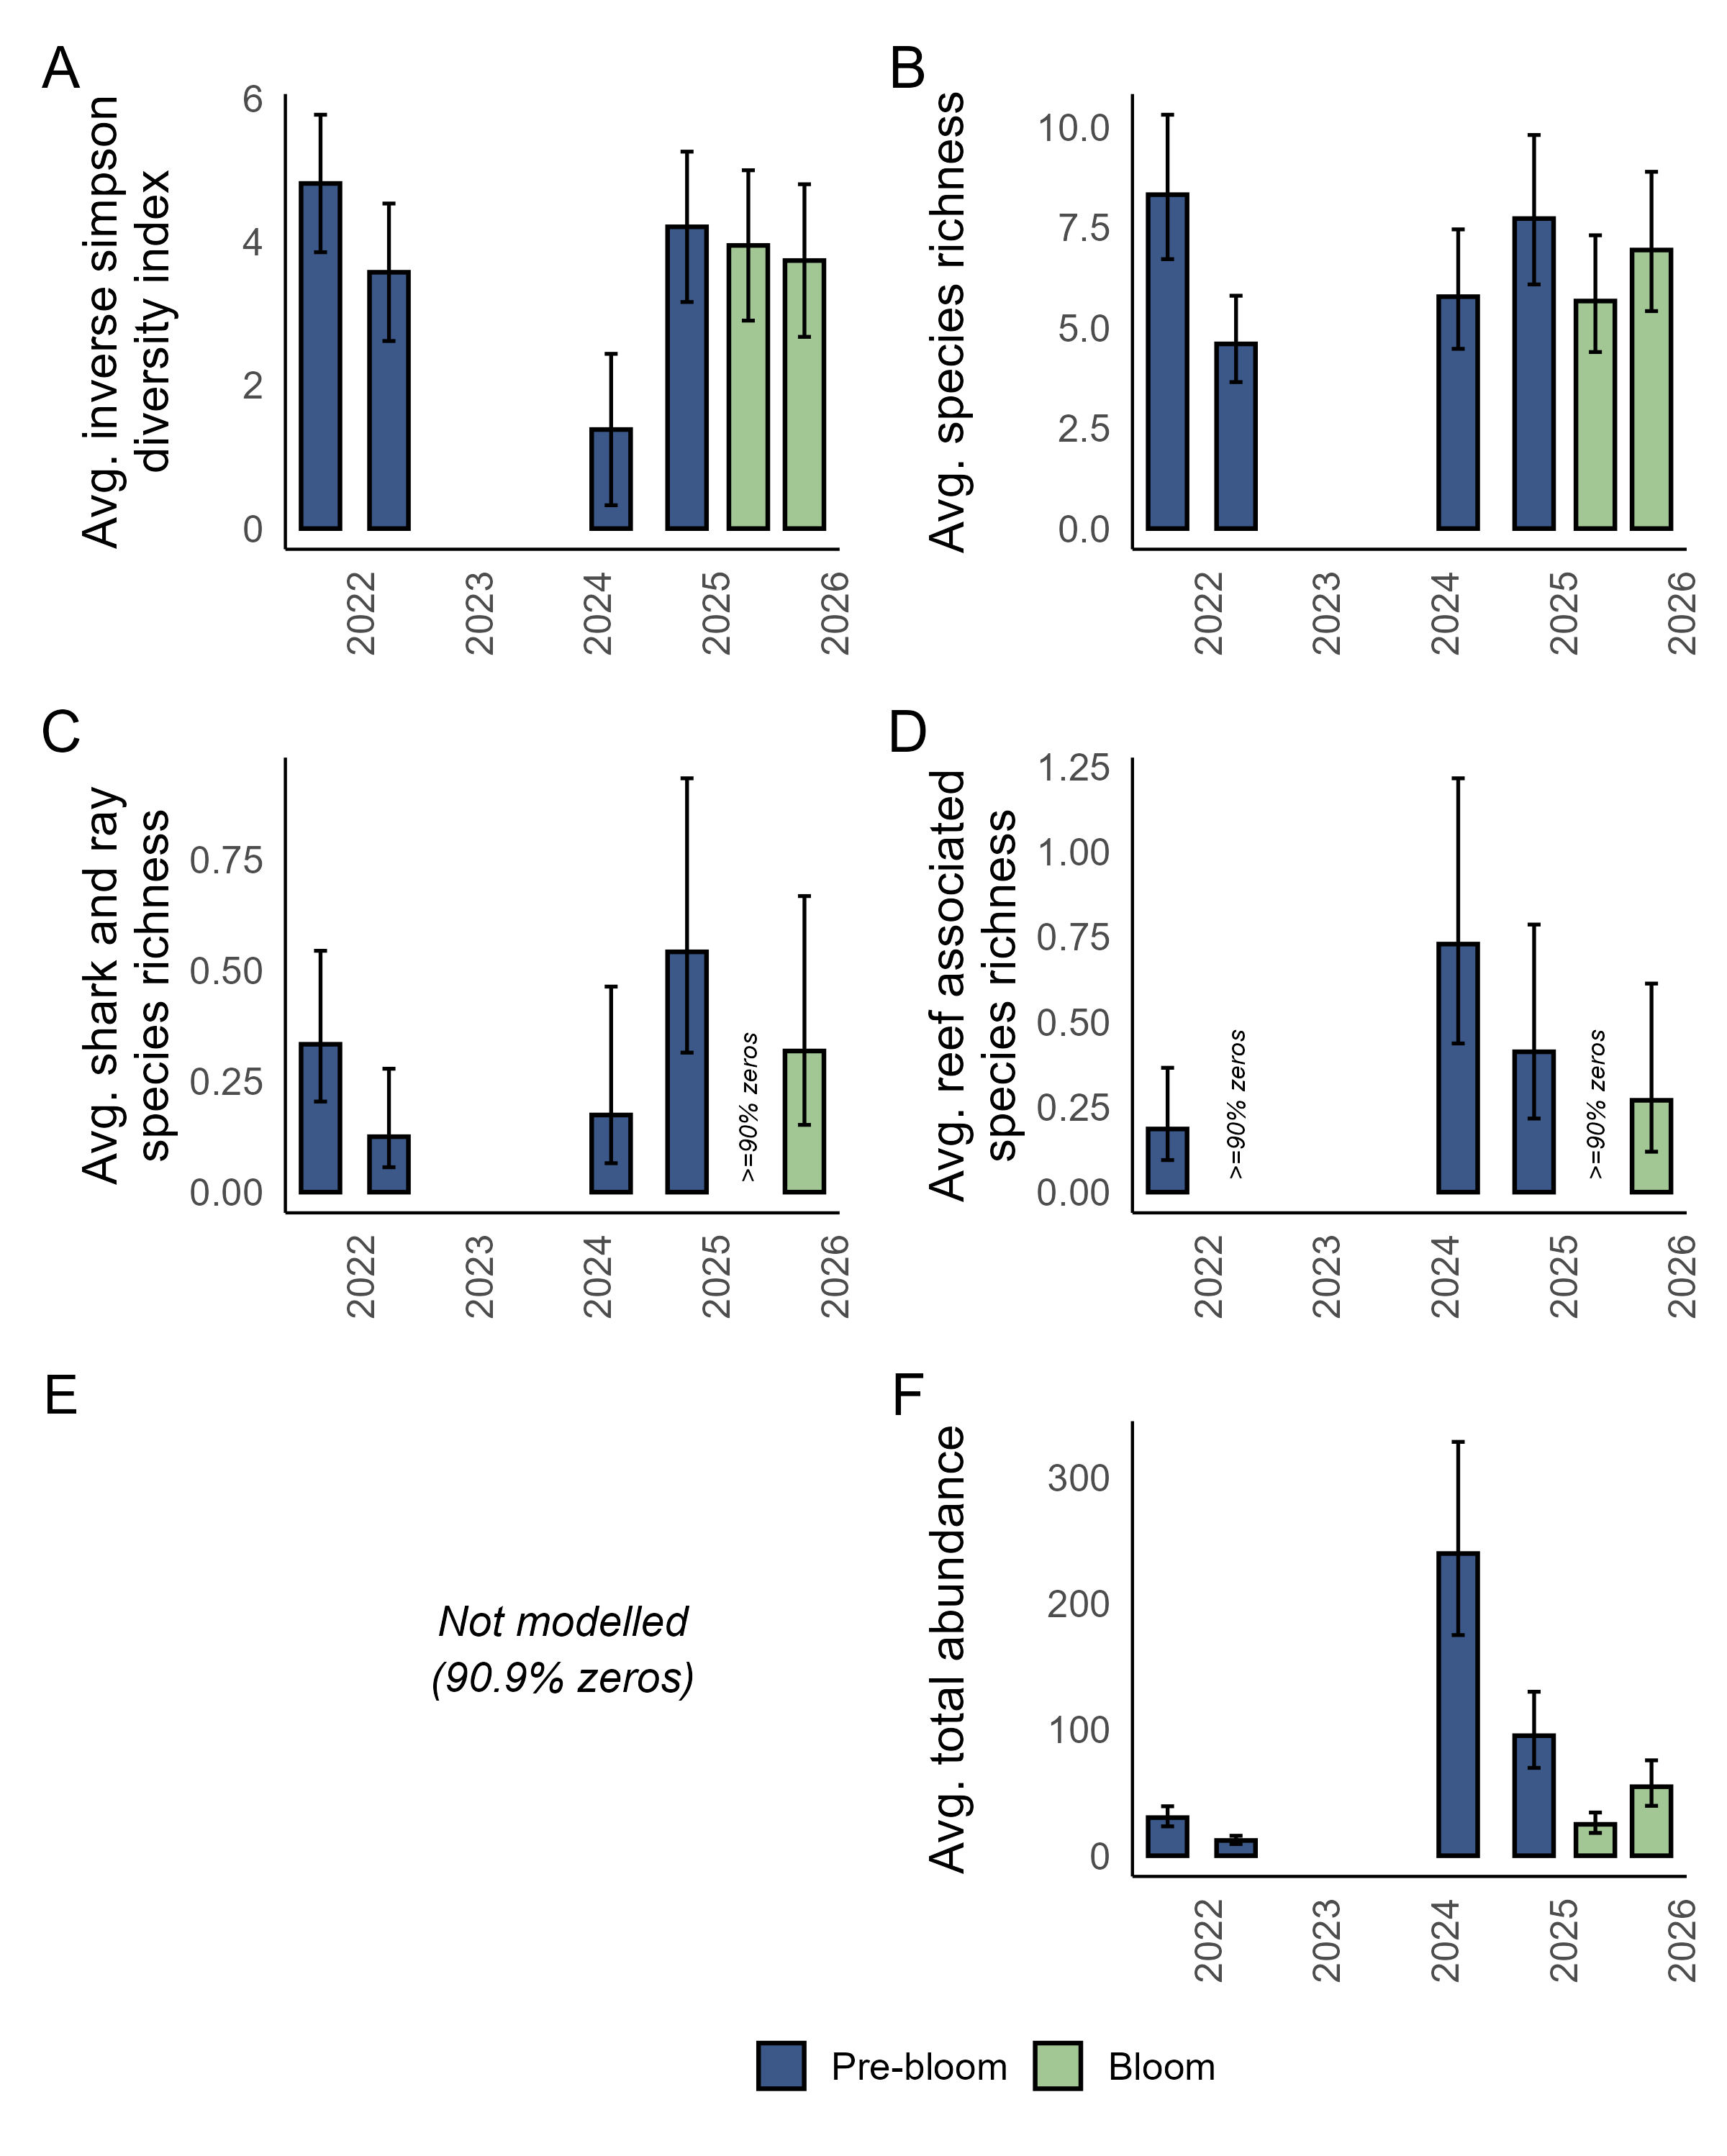 A
Avg. inverse simpson
diversity index
6
4
2
0
2022
2023
2024
2025
2026
B
Avg. species richness
10.0
7.5
5.0
2.5
0.0
2022
2023
2024
2025
2026
C
Avg. shark and ray
species richness
0.75
0.50
0.25
0.00
>=90% zeros
2022
2023
2024
2025
2026
D
Avg. reef associated
species richness
1.25
1.00
0.75
0.50
0.25
0.00
>=90% zeros
>=90% zeros
2022
2023
2024
2025
2026
E
Not modelled
(90.9% zeros)
F
Avg. total abundance
300
200
100
0
2022
2023
2024
2025
2026
Pre-bloom
Bloom